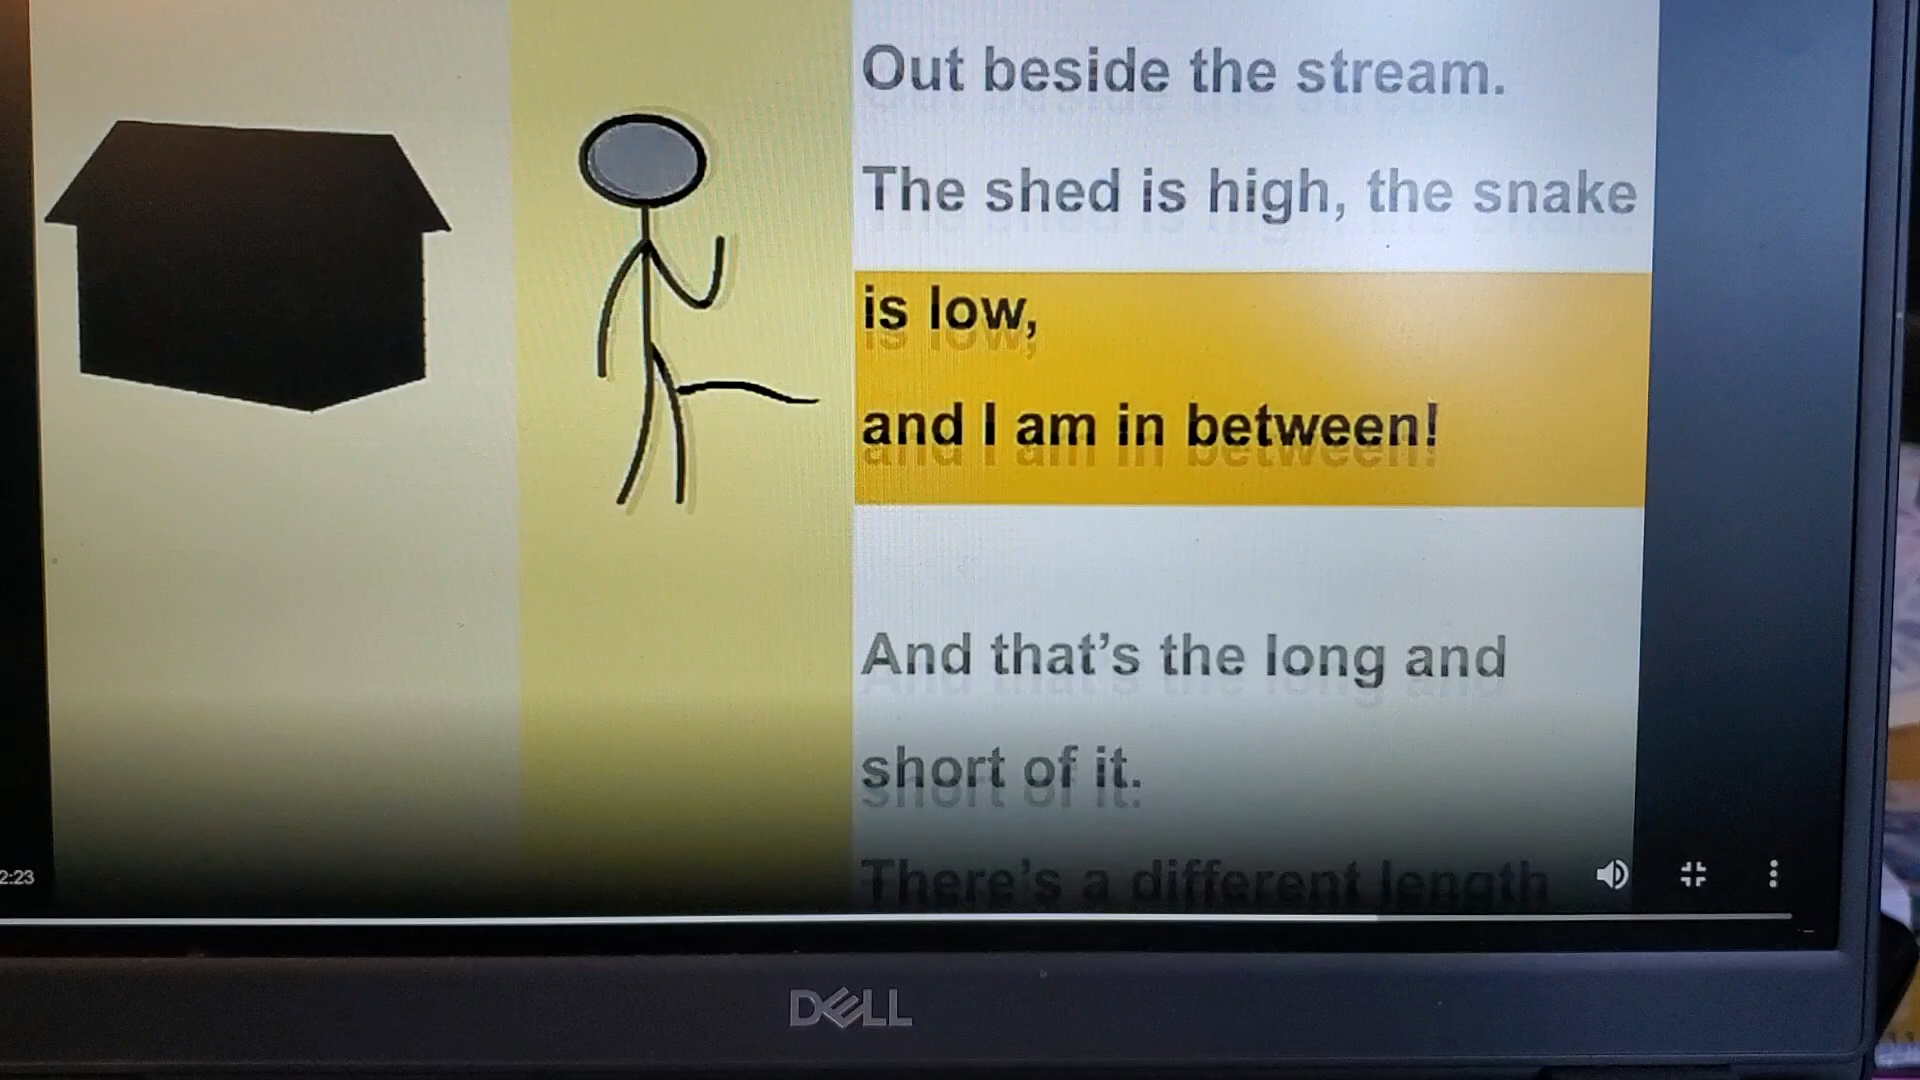 Out beside the stream.
The shed is high, the snake
is low,
and I am in between!
And that's the long and
short of it.
There's a different length
2:23
DELL